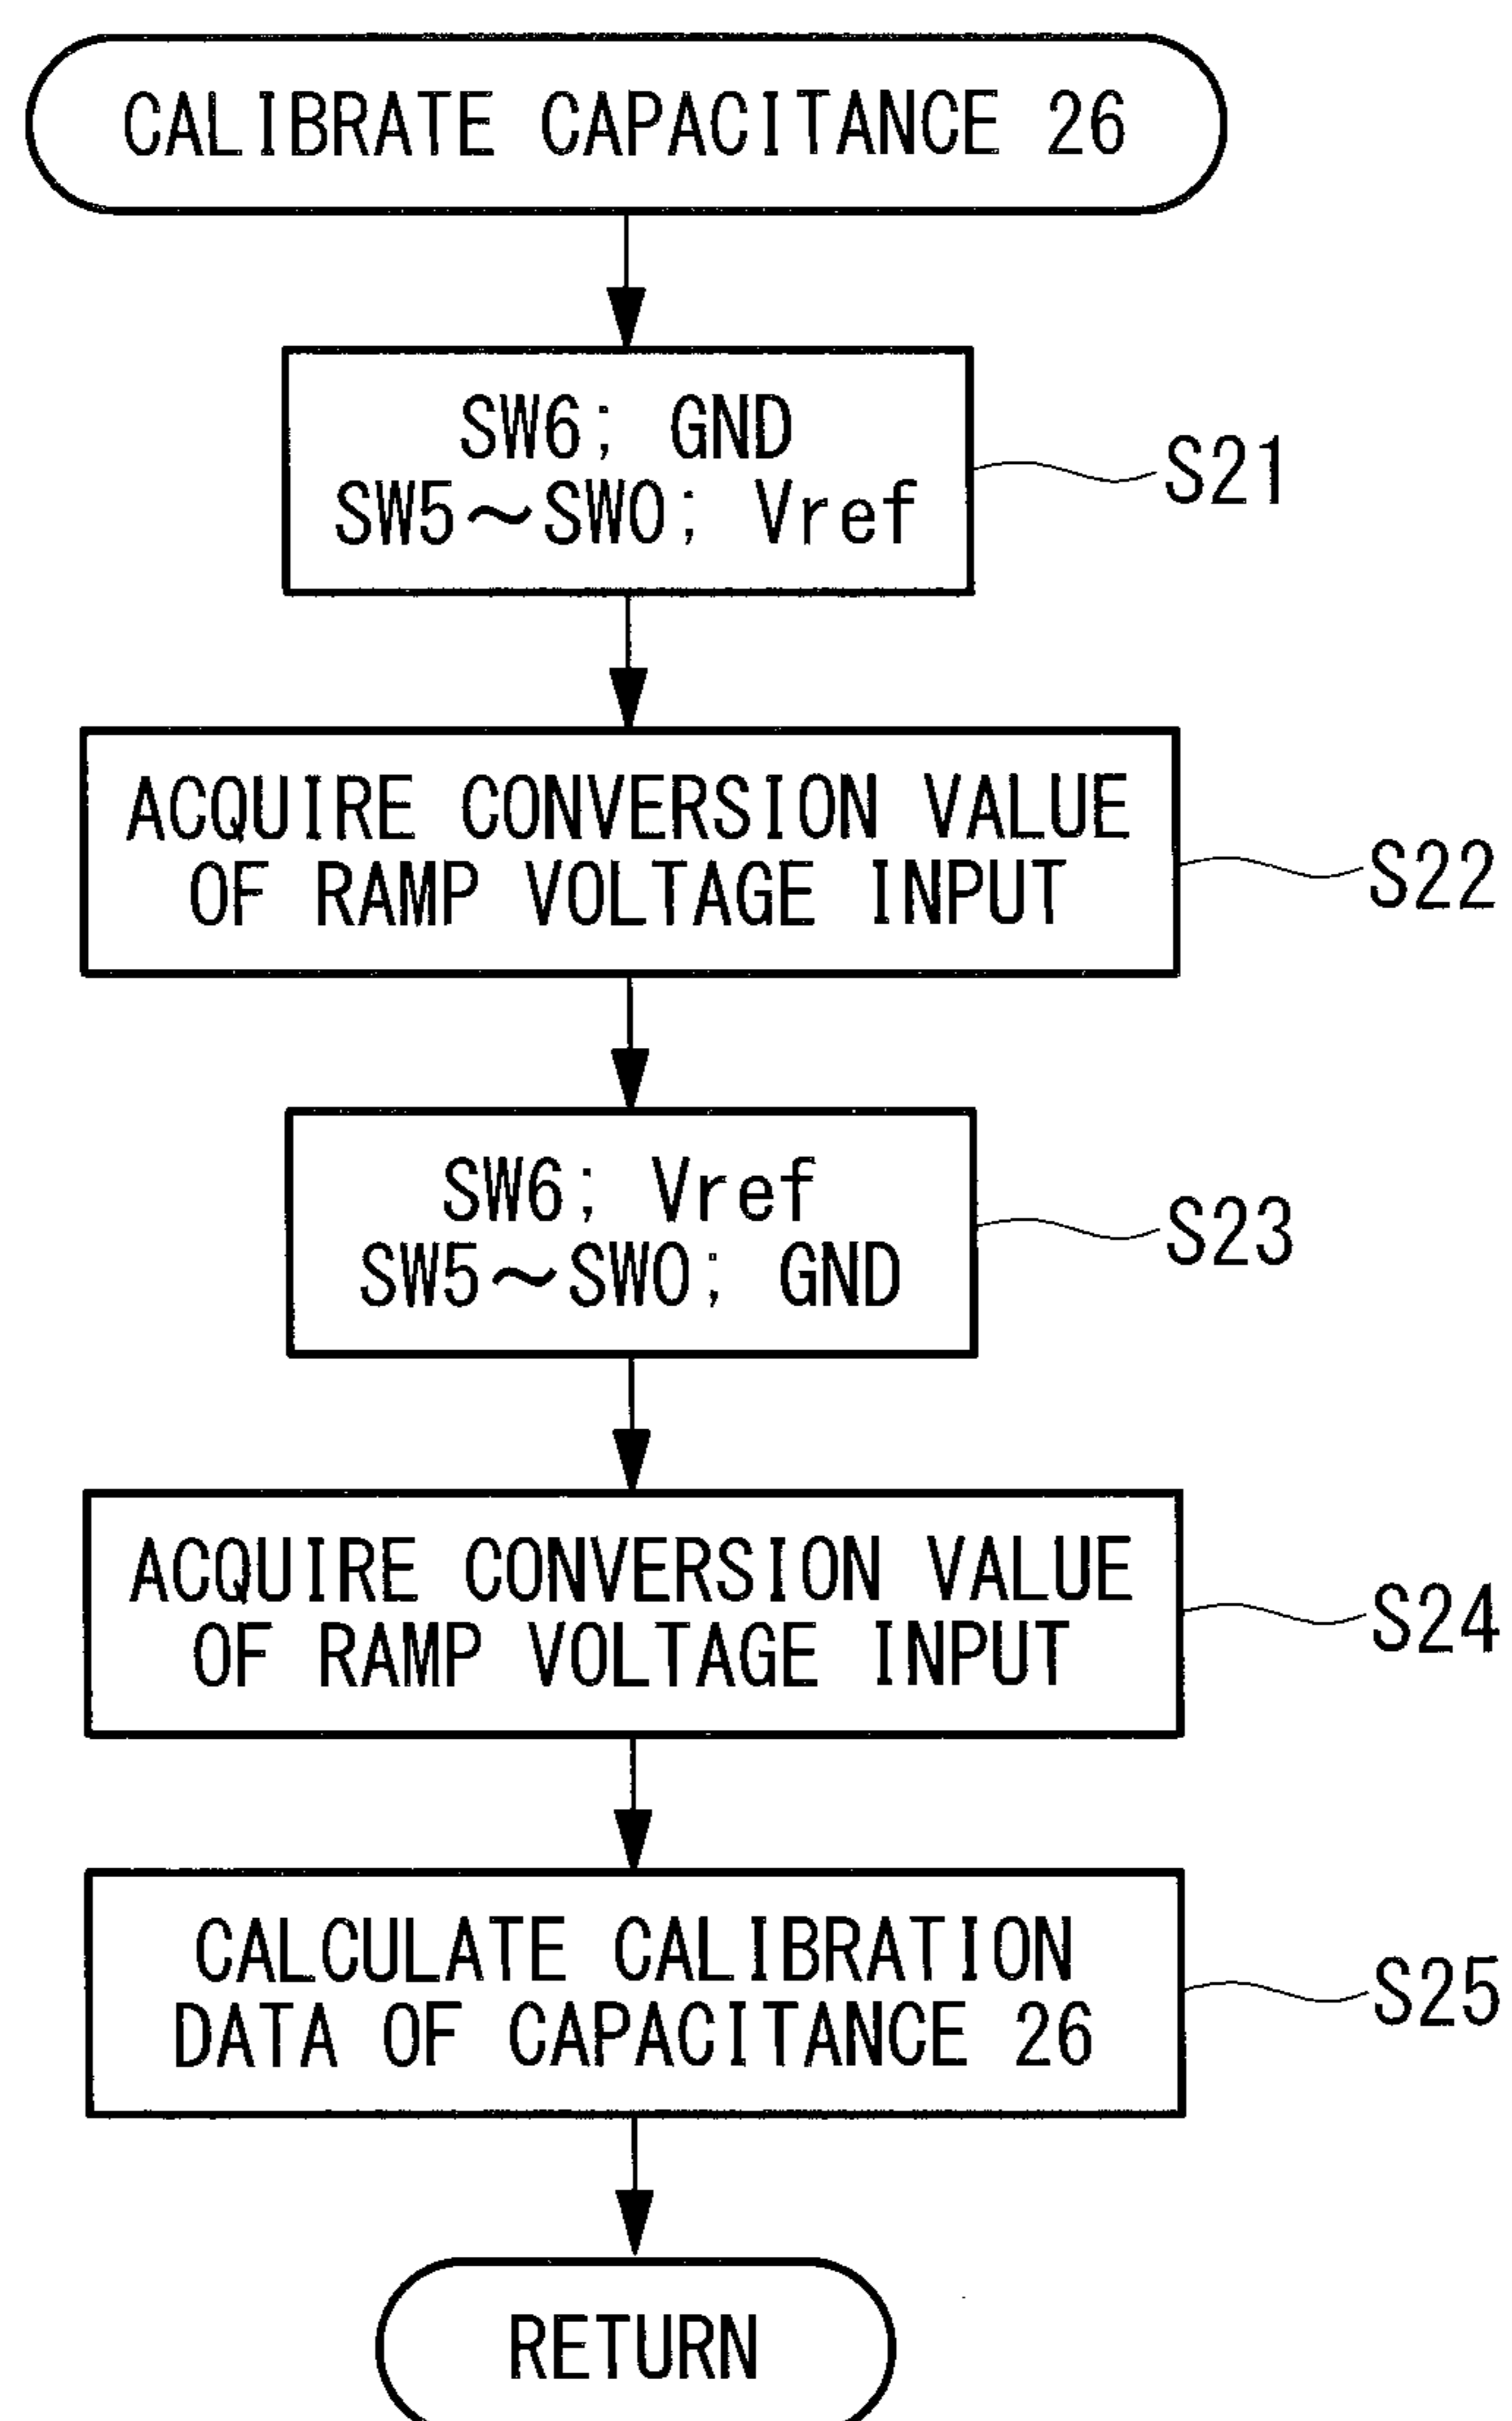 CALIBRATE CAPACITANCE 26
SW6; GND
SW5~SW0; Vref
S21
ACQUIRE CONVERSION VALUE
OF RAMP VOLTAGE INPUT
S22
SW6; Vref
SW5~SW0; GND
S23
ACQUIRE CONVERSION VALUE
OF RAMP VOLTAGE INPUT
S24
CALCULATE CALIBRATION
DATA OF CAPACITANCE 26
S25
RETURN